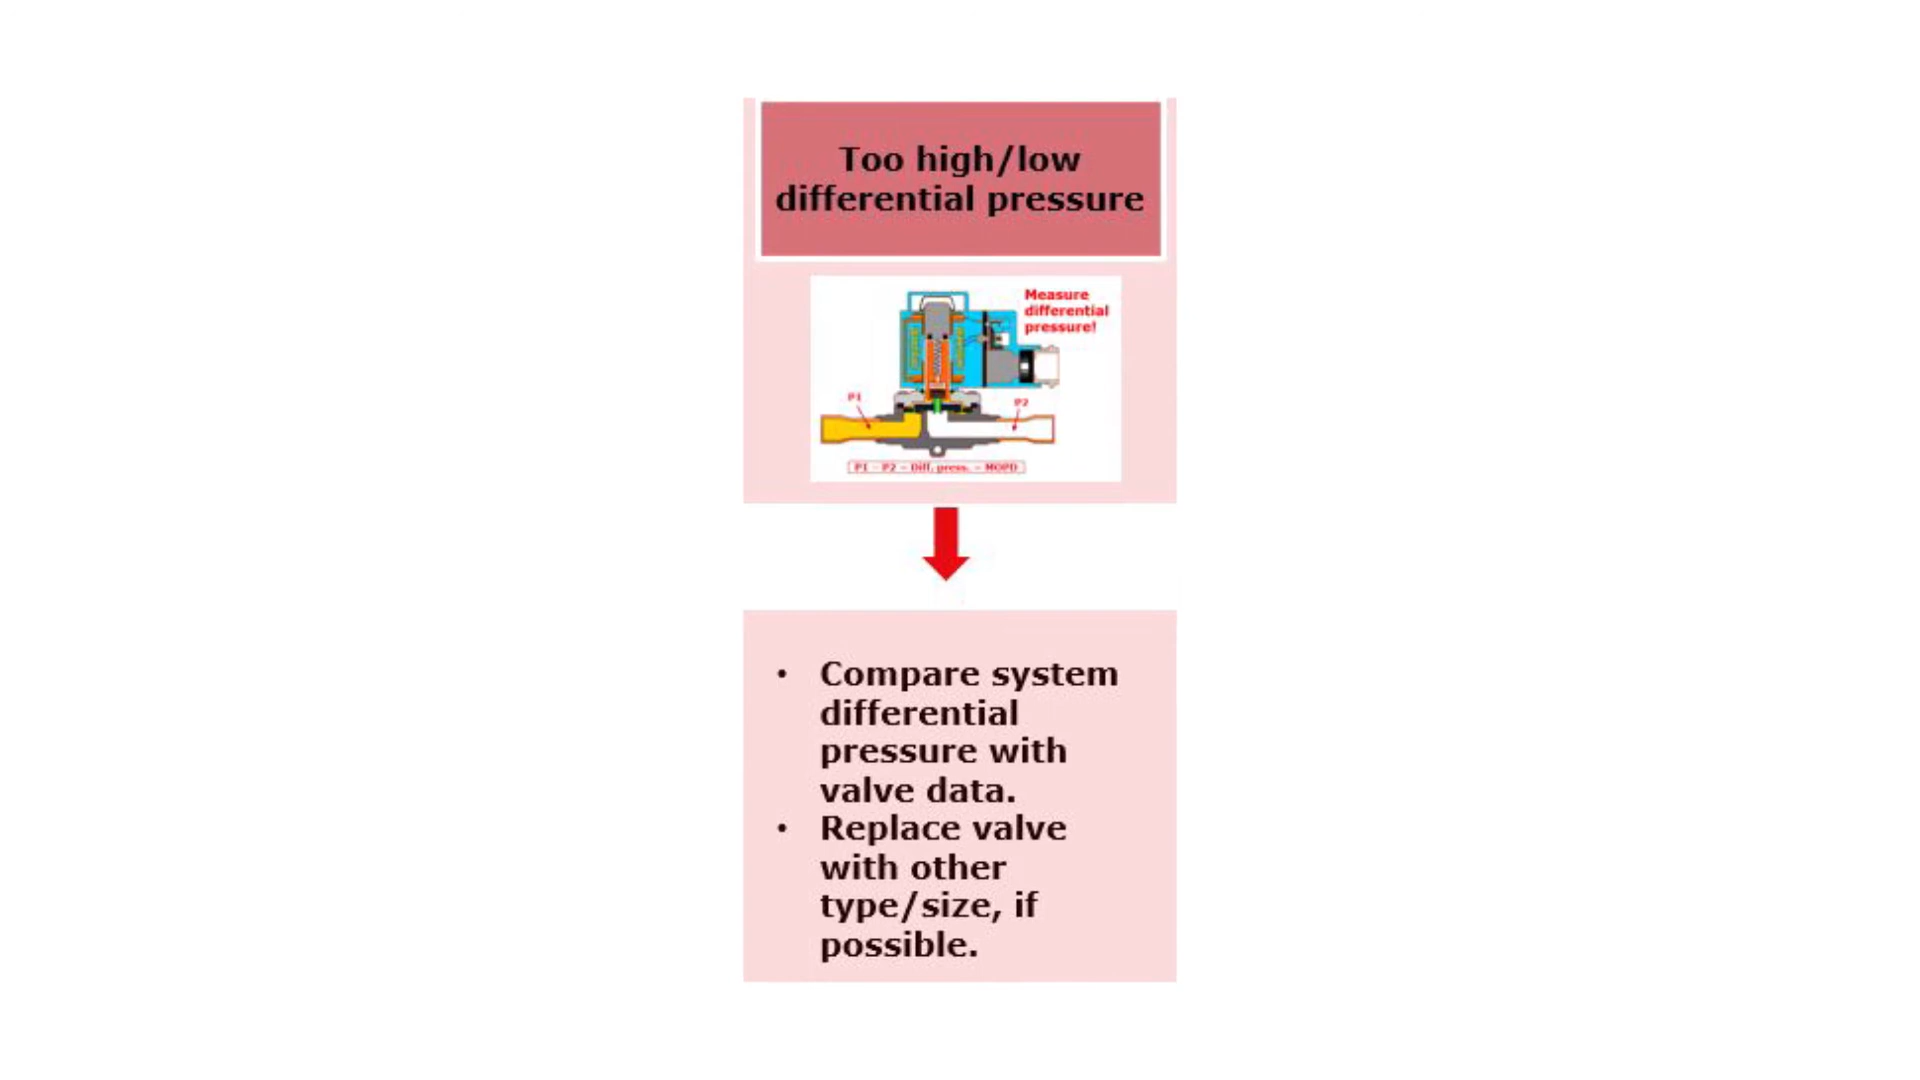 Too high/low
differential pressure
Measure
differential
pressure!
P1
P2
P1 - P2 = Diff. press. = MOPD
• Compare system
differential
pressure with
valve data.
• Replace valve
with other
type/size, if
possible.